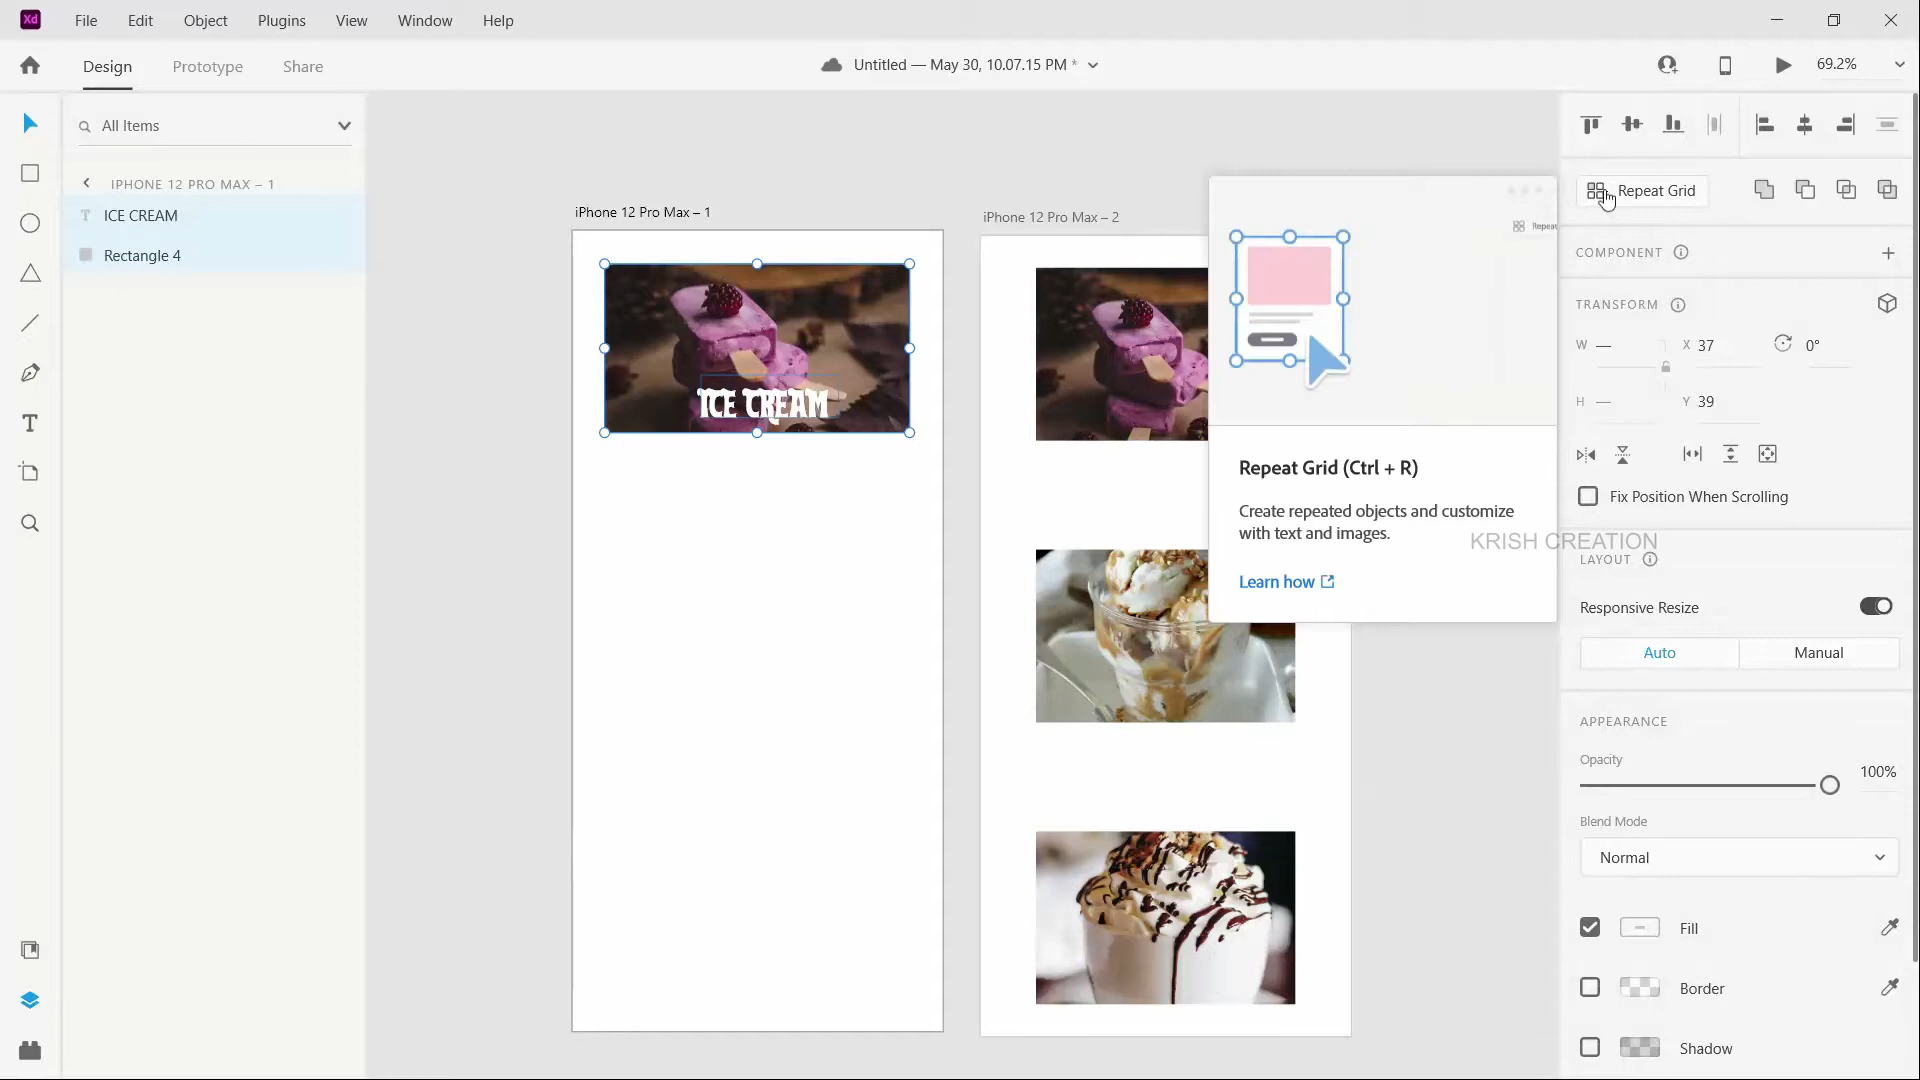 Xd
File
Edit
Object
Plugins
View
Window
Help
Design
Prototype
Share
Untitled — May 30, 10.07.15 PM *
69.2%
All Items
IPHONE 12 PRO MAX – 1
ICE CREAM
Rectangle 4
iPhone 12 Pro Max – 1
ICE CREAM
iPhone 12 Pro Max – 2
Repeat
Repeat Grid (Ctrl + R)
Create repeated objects and customize
with text and images.
Learn how
Repeat Grid
COMPONENT
TRANSFORM
W —
X 37
0°
H —
Y 39
Fix Position When Scrolling
KRISH CREATION
LAYOUT
Responsive Resize
Auto
Manual
APPEARANCE
Opacity
100%
Blend Mode
Normal
Fill
Border
Shadow